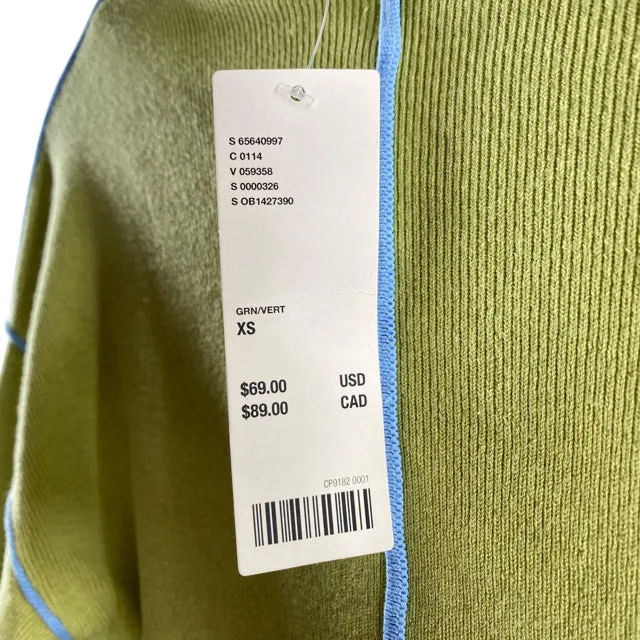 S 65640997
C 0114
V 059358
S 0000326
S OB1427390
GRN/VERT
XS
$69.00 USD
$89.00 CAD
CP9182 0001